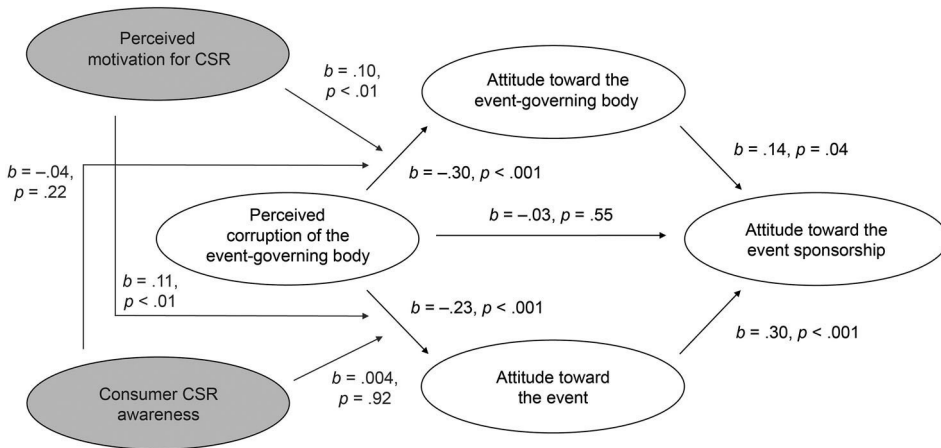 Perceived
motivation for CSR
b = .10,
p < .01
Attitude toward the
event-governing body
b = –.04,
p = .22
b = –.30, p < .001
b = .14, p = .04
Perceived
corruption of the
event-governing body
b = –.03, p = .55
Attitude toward the
event sponsorship
b = .11,
p < .01
b = –.23, p < .001
b = .30, p < .001
Consumer CSR
awareness
b = .004,
p = .92
Attitude toward
the event